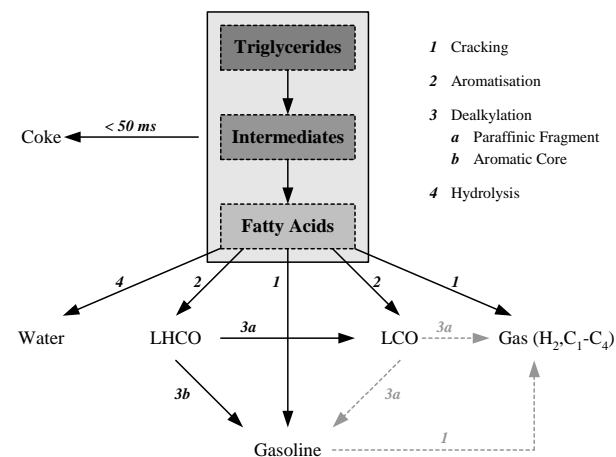 Triglycerides
1 Cracking
2 Aromatisation
3 Dealkylation
a Paraffinic Fragment
b Aromatic Core
4 Hydrolysis
Coke
< 50 ms
Intermediates
Fatty Acids
4
2
1
2
1
Water
LHCO
3a
LCO
3a
Gas (H₂,C₁-C₄)
3b
3a
Gasoline
1